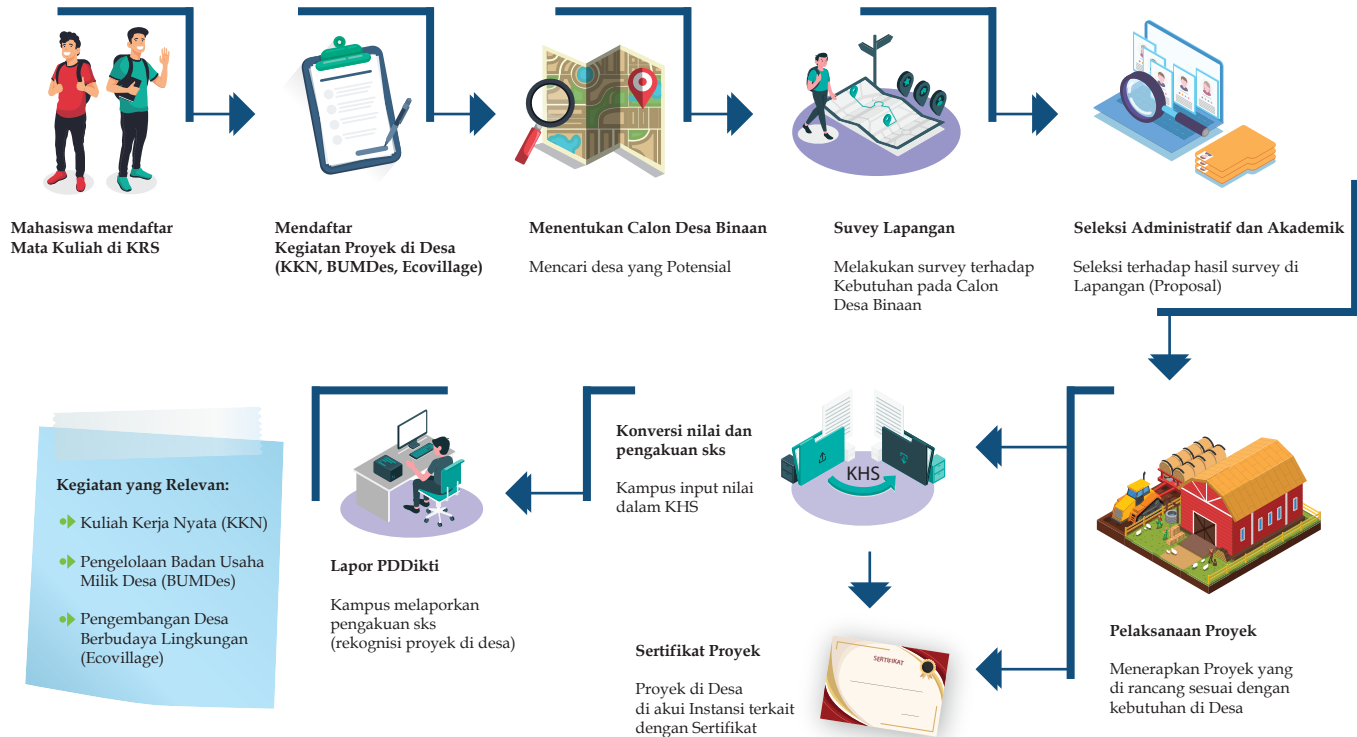 Mahasiswa mendaftar
Mata Kuliah di KRS
Mendaftar
Kegiatan Proyek di Desa
(KKN, BUMDes, Ecovillage)
Menentukan Calon Desa Binaan
Mencari desa yang Potensial
Suvey Lapangan
Melakukan survey terhadap
Kebutuhan pada Calon
Desa Binaan
Seleksi Administratif dan Akademik
Seleksi terhadap hasil survey di
Lapangan (Proposal)
Pelaksanaan Proyek
Menerapkan Proyek yang
di rancang sesuai dengan
kebutuhan di Desa
KHS
Konversi nilai dan
pengakuan sks
Kampus input nilai
dalam KHS
SERTIFIKAT
Sertifikat Proyek
Proyek di Desa
di akui Instansi terkait
dengan Sertifikat
Lapor PDDikti
Kampus melaporkan
pengakuan sks
(rekognisi proyek di desa)
Kegiatan yang Relevan:
Kuliah Kerja Nyata (KKN)
Pengelolaan Badan Usaha
Milik Desa (BUMDes)
Pengembangan Desa
Berbudaya Lingkungan
(Ecovillage)